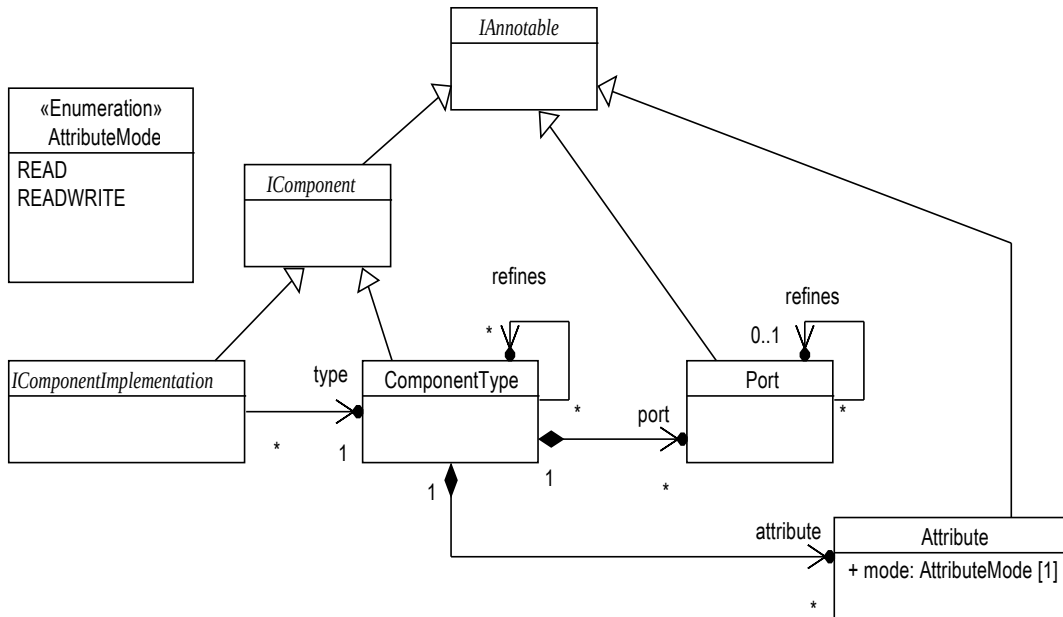 IAnnotable
«Enumeration»
AttributeMode
READ
READWRITE
IComponent
refines
*
refines
0..1
IComponentImplementation
type
ComponentType
Port
*
*
port
*
1
1
*
1
attribute
Attribute
+ mode: AttributeMode [1]
*